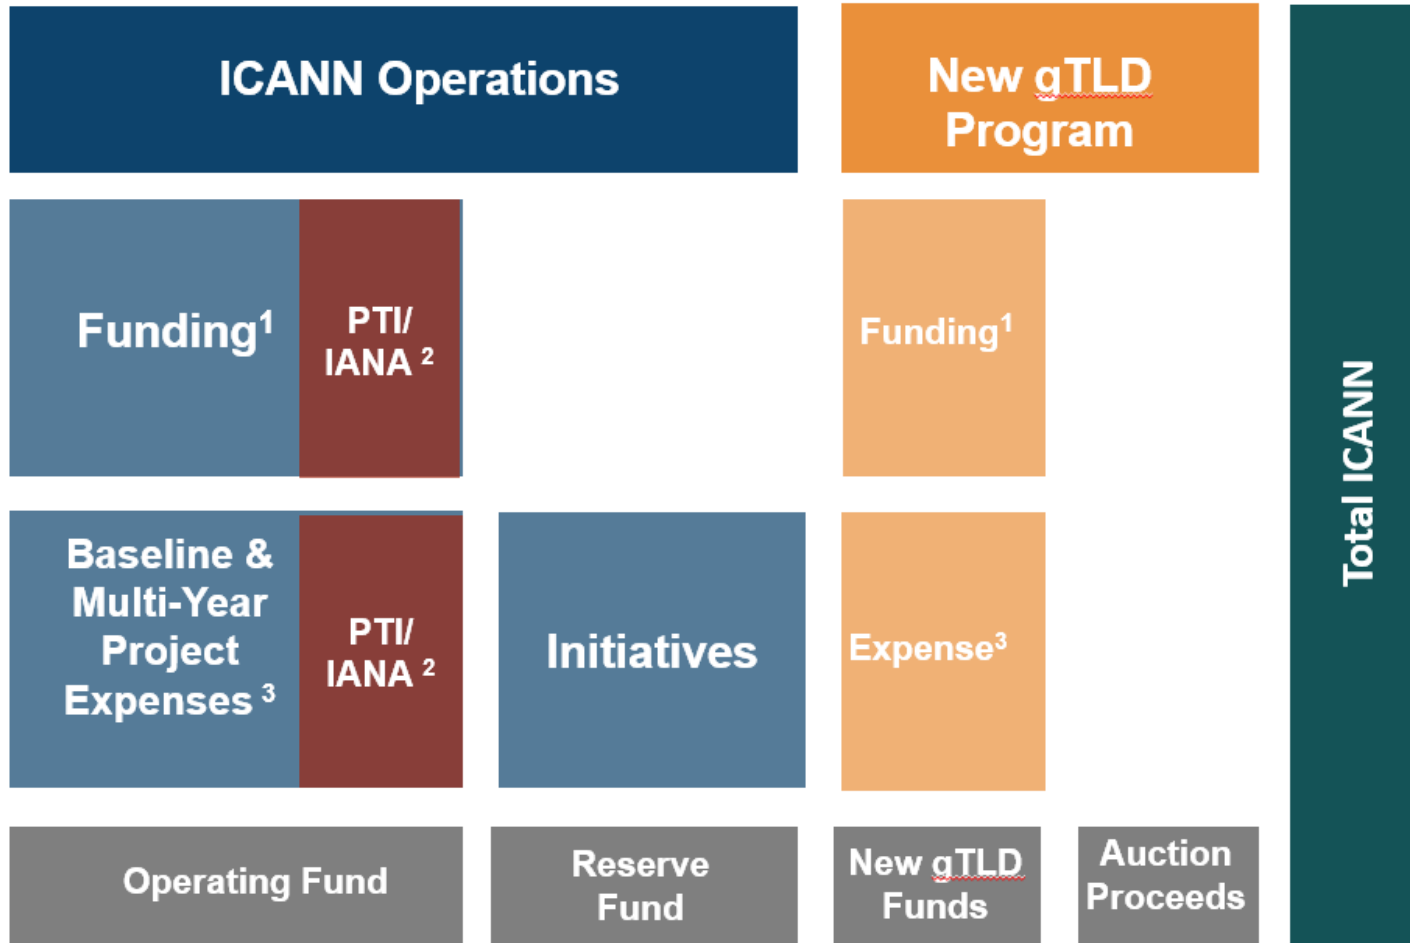 ICANN Operations
New gTLD
Program
Funding¹
PTI/
IANA ²
Funding¹
Baseline &
Multi-Year
Project
Expenses ³
PTI/
IANA ²
Initiatives
Expense³
Operating Fund
Reserve
Fund
New gTLD
Funds
Auction
Proceeds
Total ICANN